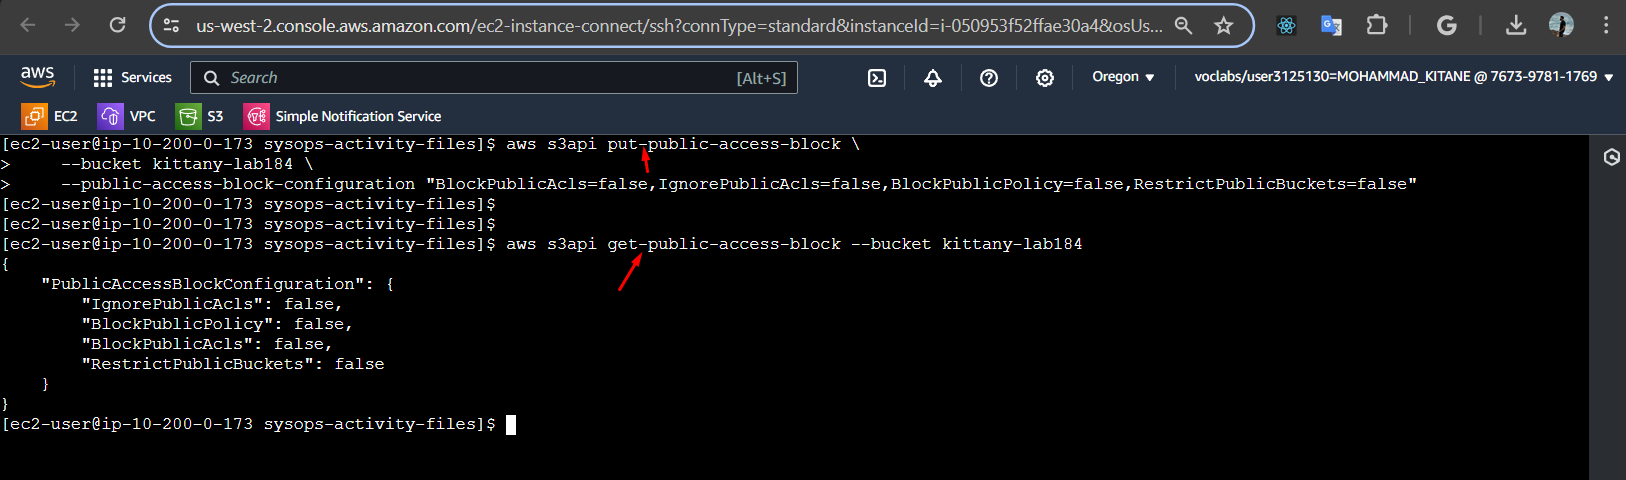 us-west-2.console.aws.amazon.com/ec2-instance-connect/ssh?connType=standard&instanceId=i-050953f52ffae30a4&osUs...
aws Services Search [Alt+S] Oregon voclabs/user3125130=MOHAMMAD_KITANE @ 7673-9781-1769
EC2 VPC S3 Simple Notification Service
[ec2-user@ip-10-200-0-173 sysops-activity-files]$ aws s3api put-public-access-block \
>     --bucket kittany-lab184 \
>     --public-access-block-configuration "BlockPublicAcls=false,IgnorePublicAcls=false,BlockPublicPolicy=false,RestrictPublicBuckets=false"
[ec2-user@ip-10-200-0-173 sysops-activity-files]$
[ec2-user@ip-10-200-0-173 sysops-activity-files]$
[ec2-user@ip-10-200-0-173 sysops-activity-files]$ aws s3api get-public-access-block --bucket kittany-lab184
{
    "PublicAccessBlockConfiguration": {
        "IgnorePublicAcls": false,
        "BlockPublicPolicy": false,
        "BlockPublicAcls": false,
        "RestrictPublicBuckets": false
    }
}
[ec2-user@ip-10-200-0-173 sysops-activity-files]$